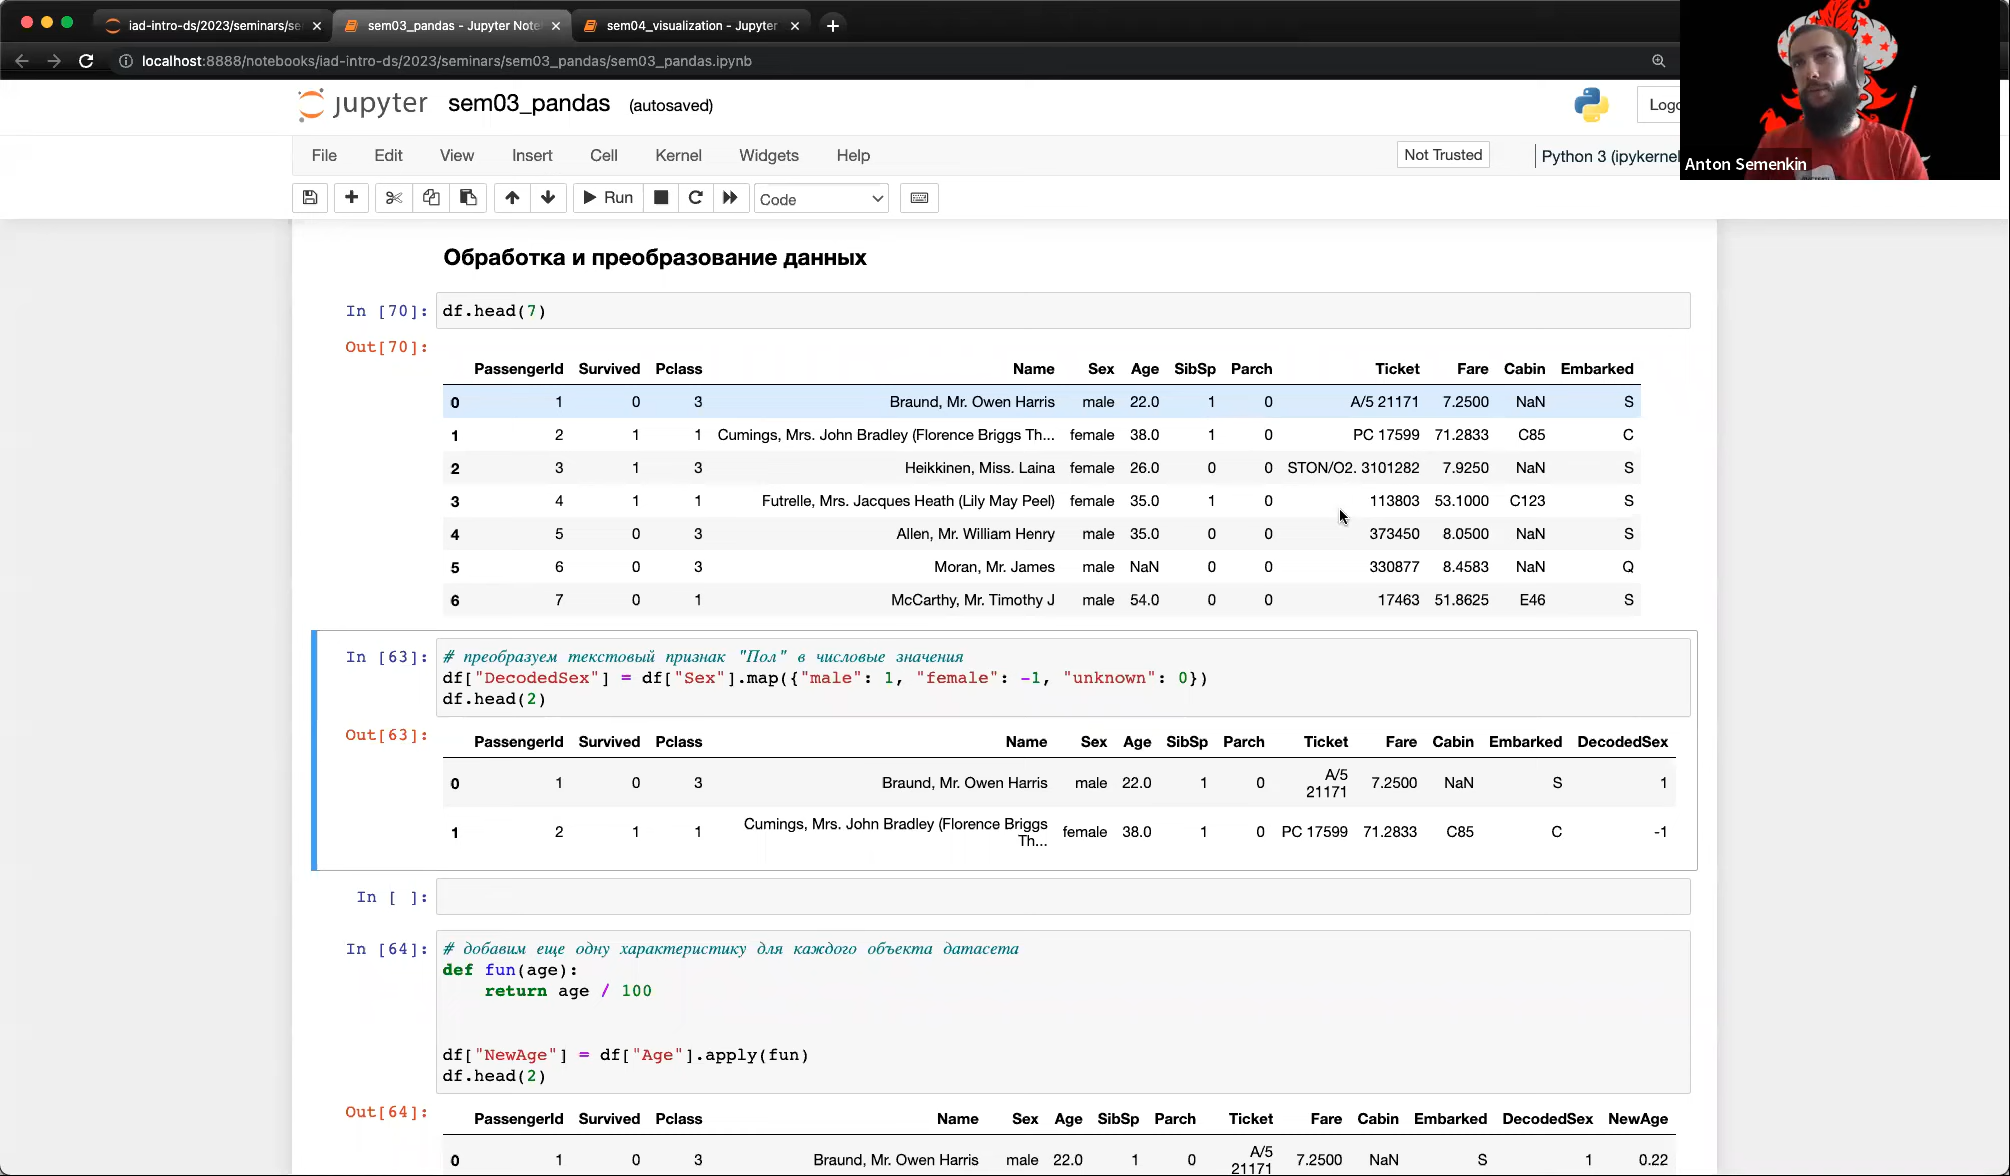 iad-intro-ds/2023/seminars/se
sem03_pandas - Jupyter Note
sem04_visualization - Jupyter
localhost:8888/notebooks/iad-intro-ds/2023/seminars/sem03_pandas/sem03_pandas.ipynb
jupyter sem03_pandas (autosaved)
Logo
File Edit View Insert Cell Kernel Widgets Help
Not Trusted
Python 3 (ipykernel
Anton Semenkin
Run
Code
Обработка и преобразование данных
In [70]: df.head(7)
Out[70]:
PassengerId Survived Pclass Name Sex Age SibSp Parch Ticket Fare Cabin Embarked
0 1 0 3 Braund, Mr. Owen Harris male 22.0 1 0 A/5 21171 7.2500 NaN S
1 2 1 1 Cumings, Mrs. John Bradley (Florence Briggs Th... female 38.0 1 0 PC 17599 71.2833 C85 C
2 3 1 3 Heikkinen, Miss. Laina female 26.0 0 0 STON/O2. 3101282 7.9250 NaN S
3 4 1 1 Futrelle, Mrs. Jacques Heath (Lily May Peel) female 35.0 1 0 113803 53.1000 C123 S
4 5 0 3 Allen, Mr. William Henry male 35.0 0 0 373450 8.0500 NaN S
5 6 0 3 Moran, Mr. James male NaN 0 0 330877 8.4583 NaN Q
6 7 0 1 McCarthy, Mr. Timothy J male 54.0 0 0 17463 51.8625 E46 S
In [63]: # преобразуем текстовый признак "Пол" в числовые значения
df["DecodedSex"] = df["Sex"].map({"male": 1, "female": -1, "unknown": 0})
df.head(2)
Out[63]:
PassengerId Survived Pclass Name Sex Age SibSp Parch Ticket Fare Cabin Embarked DecodedSex
0 1 0 3 Braund, Mr. Owen Harris male 22.0 1 0 A/5 21171 7.2500 NaN S 1
1 2 1 1 Cumings, Mrs. John Bradley (Florence Briggs Th... female 38.0 1 0 PC 17599 71.2833 C85 C -1
In [ ]:
In [64]: # добавим еще одну характеристику для каждого объекта датасета
def fun(age):
return age / 100
df["NewAge"] = df["Age"].apply(fun)
df.head(2)
Out[64]:
PassengerId Survived Pclass Name Sex Age SibSp Parch Ticket Fare Cabin Embarked DecodedSex NewAge
0 1 0 3 Braund, Mr. Owen Harris male 22.0 1 0 A/5 21171 7.2500 NaN S 1 0.22